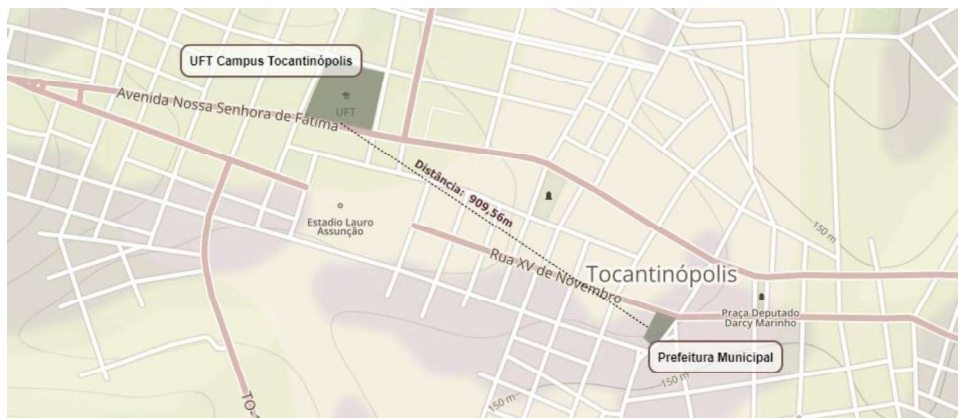 UFT Campus Tocantinópolis
Avenida Nossa Senhora de Fátima
UFT
Distância: 909,56m
Estadio Lauro
Assunção
150 m
Rua XV de Novembro
Tocantinópolis
Praça Deputado
Darcy Marinho
Prefeitura Municipal
150 m
150 m
TO-